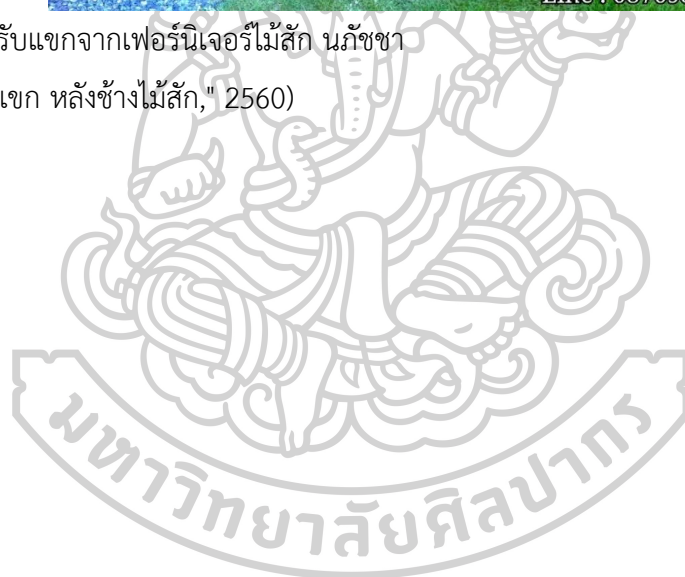 รับแขกจากเฟอร์นิเจอร์ไม้สัก นภัชชา
แขก หลังช้างไม้สัก," 2560)
มหาวิทยาลัยศิลปากร